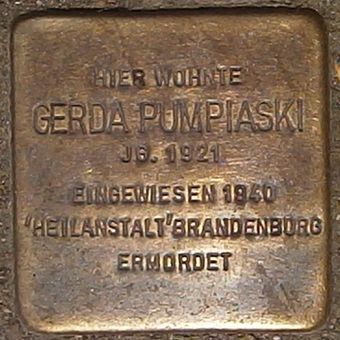 HIER WOHNTE
GERDA PUMPIASKI
JG. 1921
EINGEWIESEN 1940
"HEILANSTALT" BRANDENBURG
ERMORDET